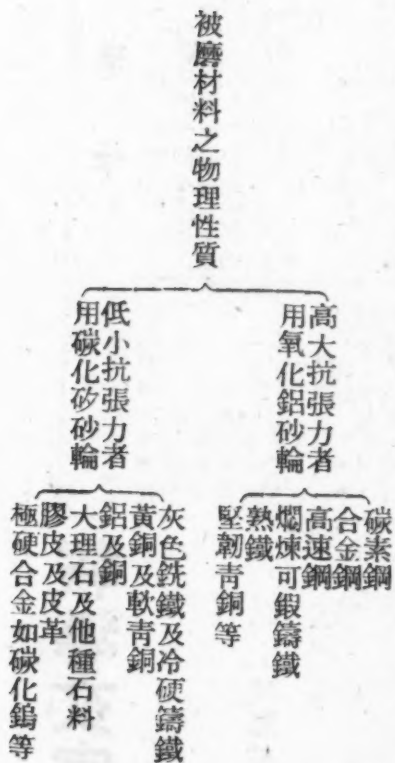 被磨材料之物理性質
高大抗張力者
用氧化鋁砂輪
碳素鋼
合金鋼
高速鋼
燜煉可鍛鑄鐵
熟鐵
堅韌青銅等
低小抗張力者
用碳化矽砂輪
灰色銑鐵及冷硬鑄鐵
黃銅及軟青銅
鋁及銅
大理石及他種石料
膠皮及皮革
極硬合金如碳化鎢等